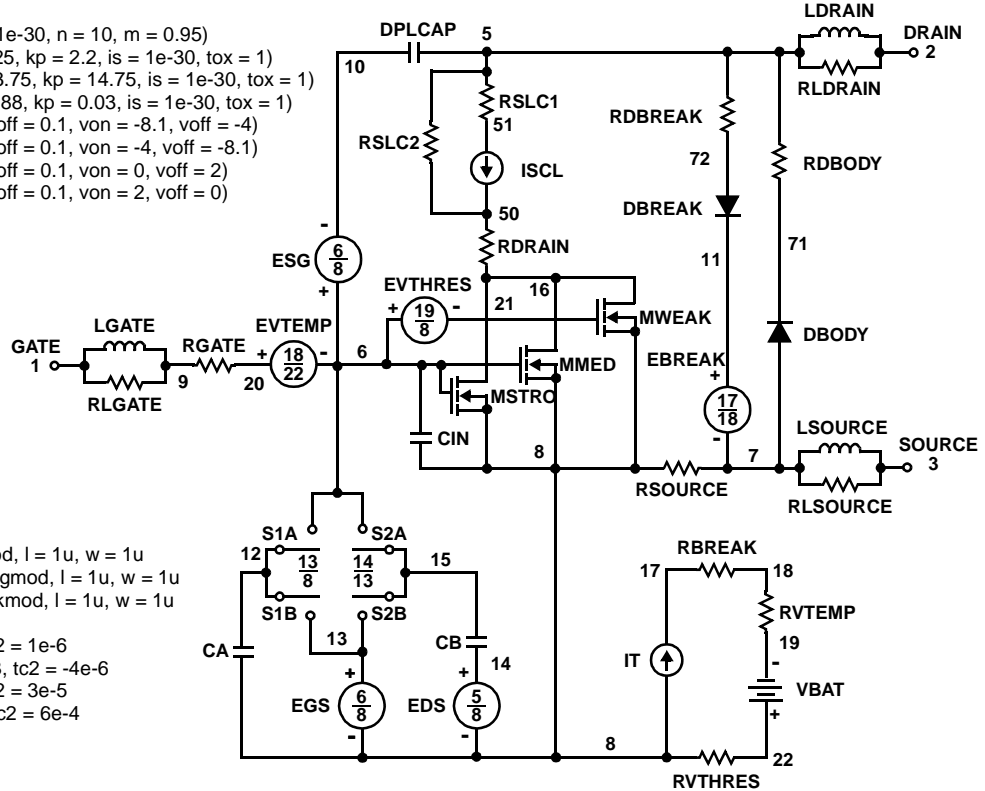 1e-30, n = 10, m = 0.95)
25, kp = 2.2, is = 1e-30, tox = 1)
3.75, kp = 14.75, is = 1e-30, tox = 1)
.88, kp = 0.03, is = 1e-30, tox = 1)
voff = 0.1, von = -8.1, voff = -4)
voff = 0.1, von = -4, voff = -8.1)
voff = 0.1, von = 0, voff = 2)
voff = 0.1, von = 2, voff = 0)
LDRAIN
DPLCAP
5
DRAIN
2
10
RLDRAIN
RSLC1
51
RDBREAK
RSLC2
72
RDBODY
ISCL
50
DBREAK
RDRAIN
71
ESG
-
6
8
+
11
EVTHRES
+
19
8
-
21
16
MWEAK
LGATE
EVTEMP
GATE
1
RGATE
+
18
22
-
6
MMED
EBREAK
+
DBODY
9
20
RLGATE
MSTRO
17
18
-
CIN
8
7
LSOURCE
SOURCE
3
RSOURCE
RLSOURCE
od, l = 1u, w = 1u
gmod, l = 1u, w = 1u
kmod, l = 1u, w = 1u
2 = 1e-6
3, tc2 = -4e-6
2 = 3e-5
c2 = 6e-4
S1A
S2A
12
13
8
14
13
15
S1B
S2B
13
CA
CB
+
14
EGS
6
8
-
+
EDS
5
8
-
8
RBREAK
17
18
RVTEMP
19
IT
-
VBAT
+
22
RVTHRES